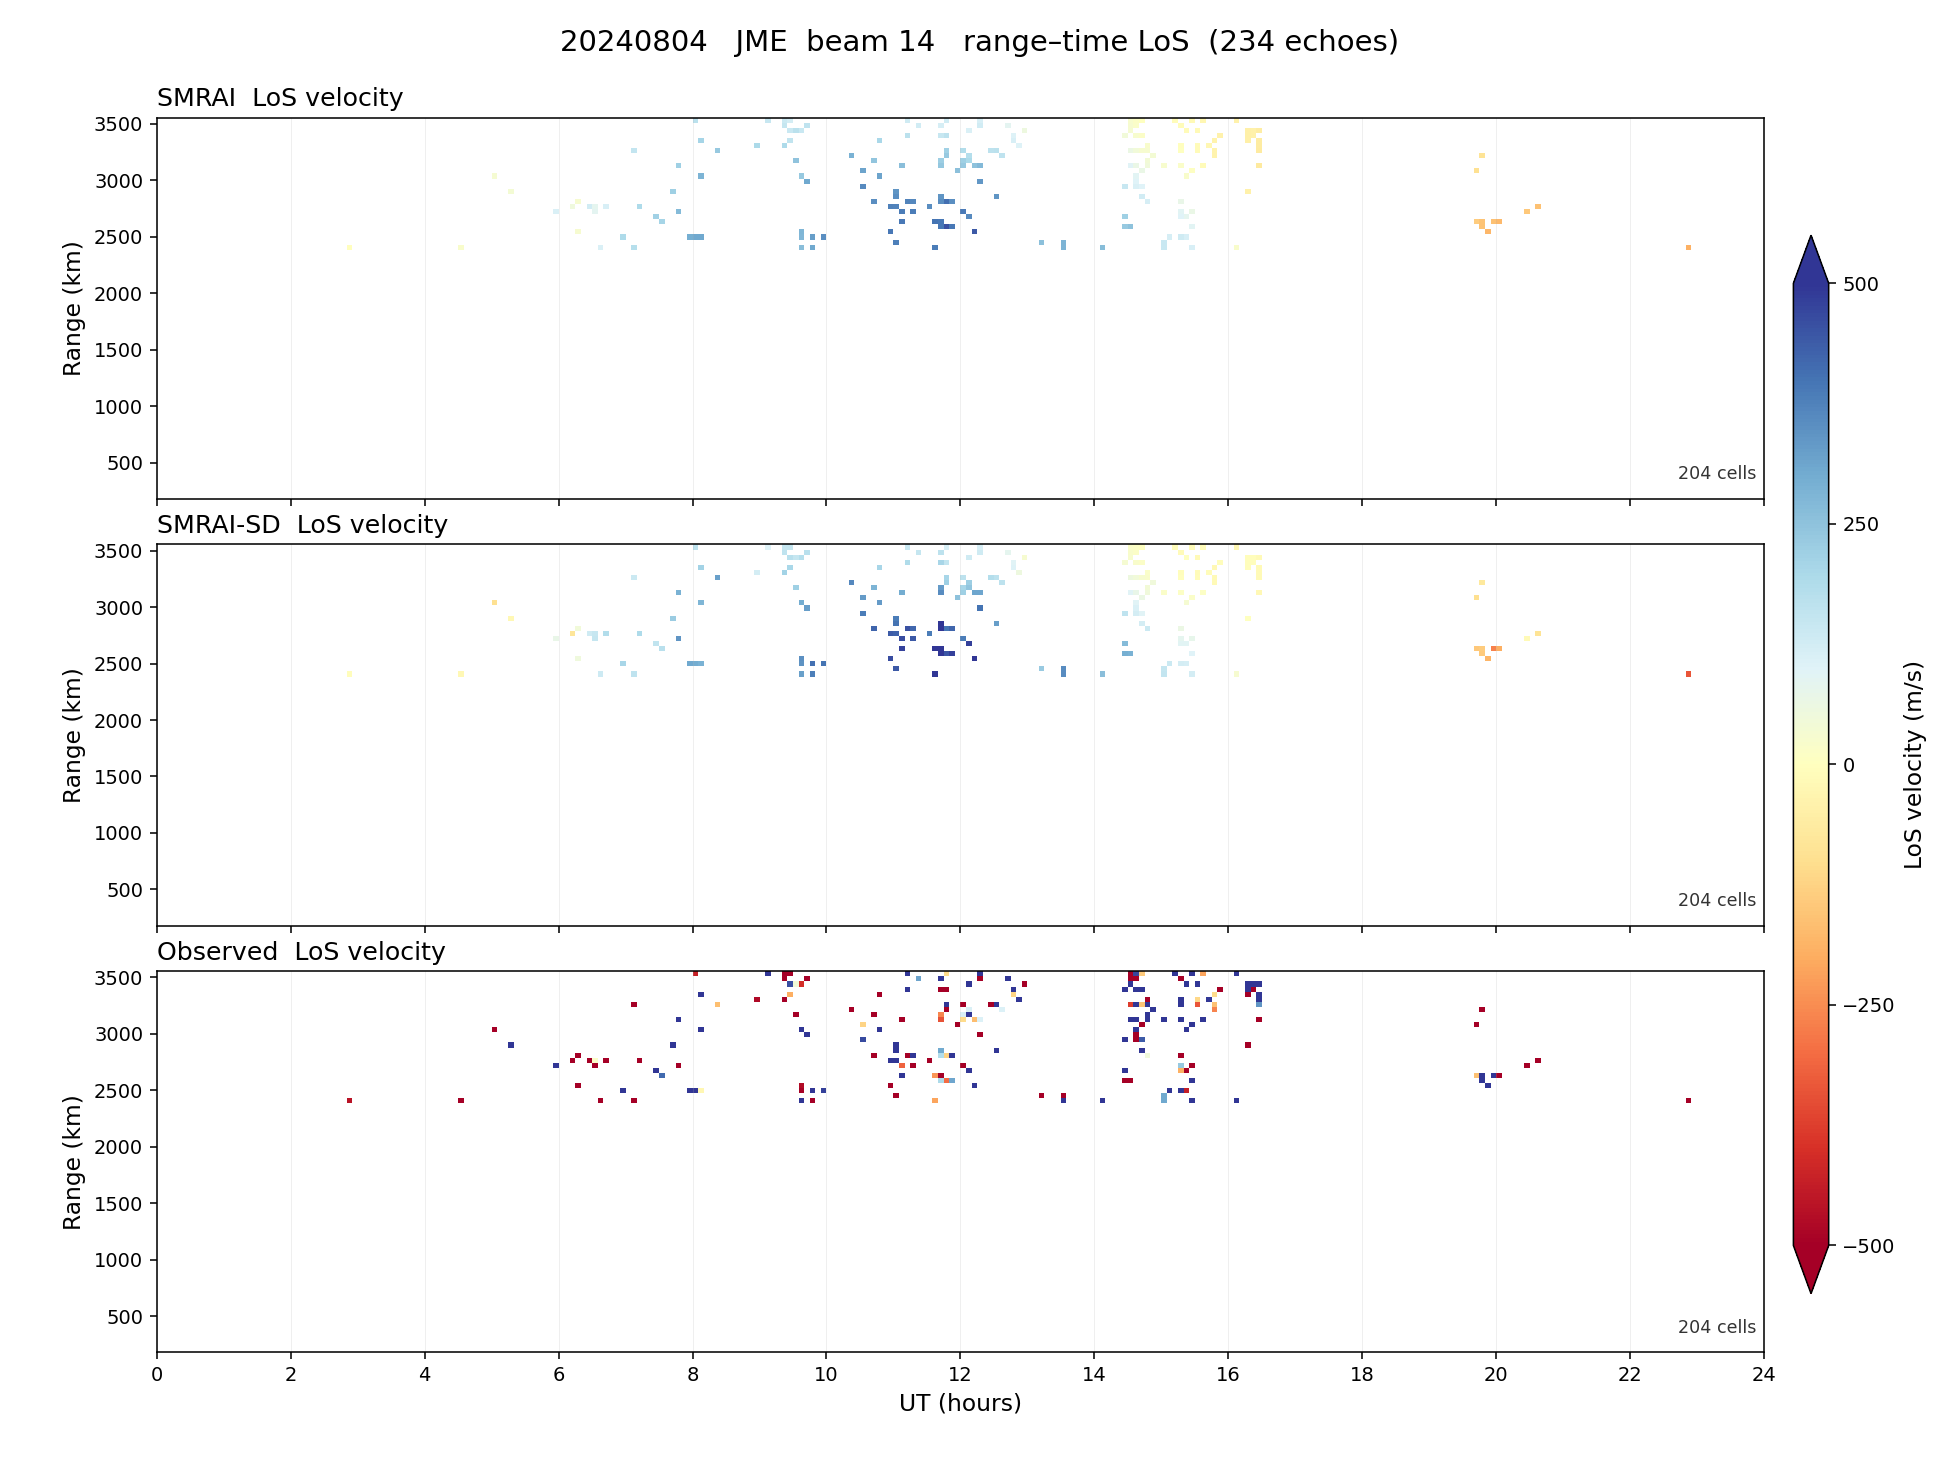 20240804   JME  beam 14   range–time LoS  (234 echoes)
SMRAI  LoS velocity
3500
3000
2500
2000
1500
1000
500
Range (km)
204 cells
SMRAI-SD  LoS velocity
3500
3000
2500
2000
1500
1000
500
Range (km)
204 cells
Observed  LoS velocity
3500
3000
2500
2000
1500
1000
500
Range (km)
204 cells
0 2 4 6 8 10 12 14 16 18 20 22 24
UT (hours)
500
250
0
−250
−500
LoS velocity (m/s)